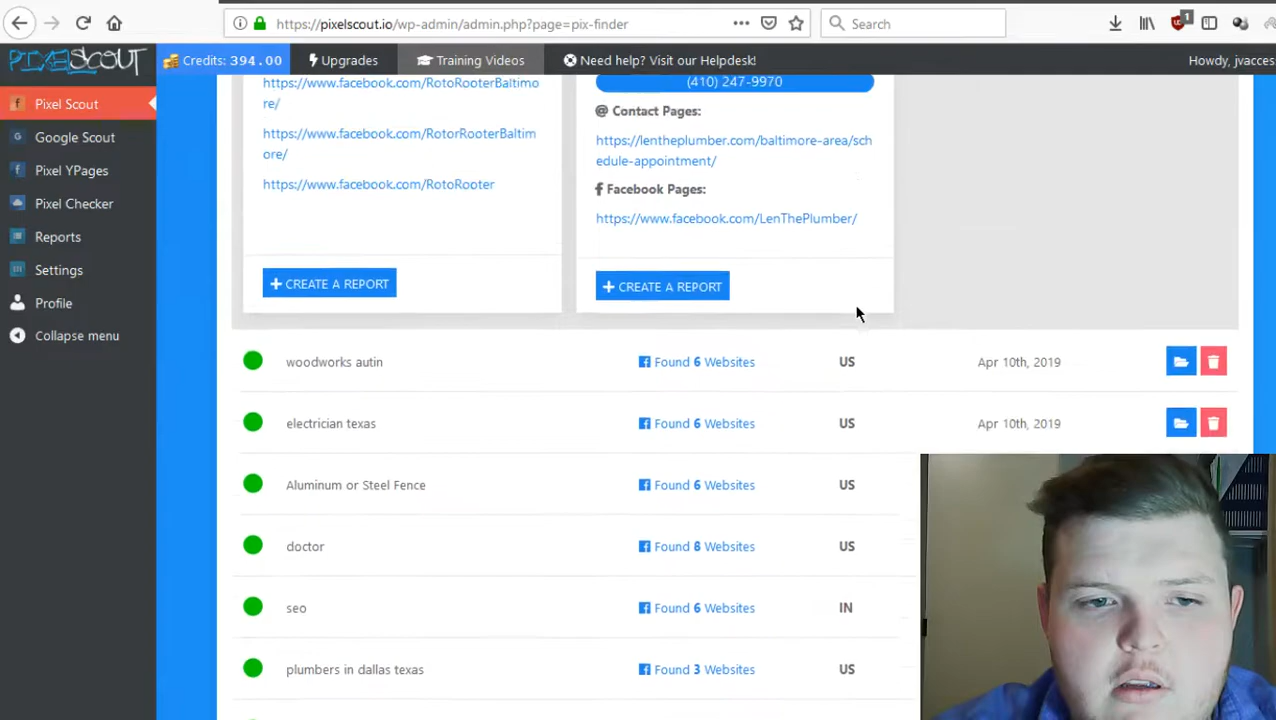 https://pixelscout.io/wp-admin/admin.php?page=pix-finder
Search
1
PIXELSCOUT
Credits: 394.00
Upgrades
Training Videos
Need help? Visit our Helpdesk!
Howdy, jvacces
Pixel Scout
Google Scout
Pixel YPages
Pixel Checker
Reports
Settings
Profile
Collapse menu
https://www.facebook.com/RotoRooterBaltimo
re/
https://www.facebook.com/RotorRooterBaltim
ore/
https://www.facebook.com/RotoRooter
+ CREATE A REPORT
(410) 247-9970
@ Contact Pages:
https://lentheplumber.com/baltimore-area/sch
edule-appointment/
Facebook Pages:
https://www.facebook.com/LenThePlumber/
+ CREATE A REPORT
woodworks autin Found 6 Websites US Apr 10th, 2019
electrician texas Found 6 Websites US Apr 10th, 2019
Aluminum or Steel Fence Found 6 Websites US
doctor Found 8 Websites US
seo Found 6 Websites IN
plumbers in dallas texas Found 3 Websites US